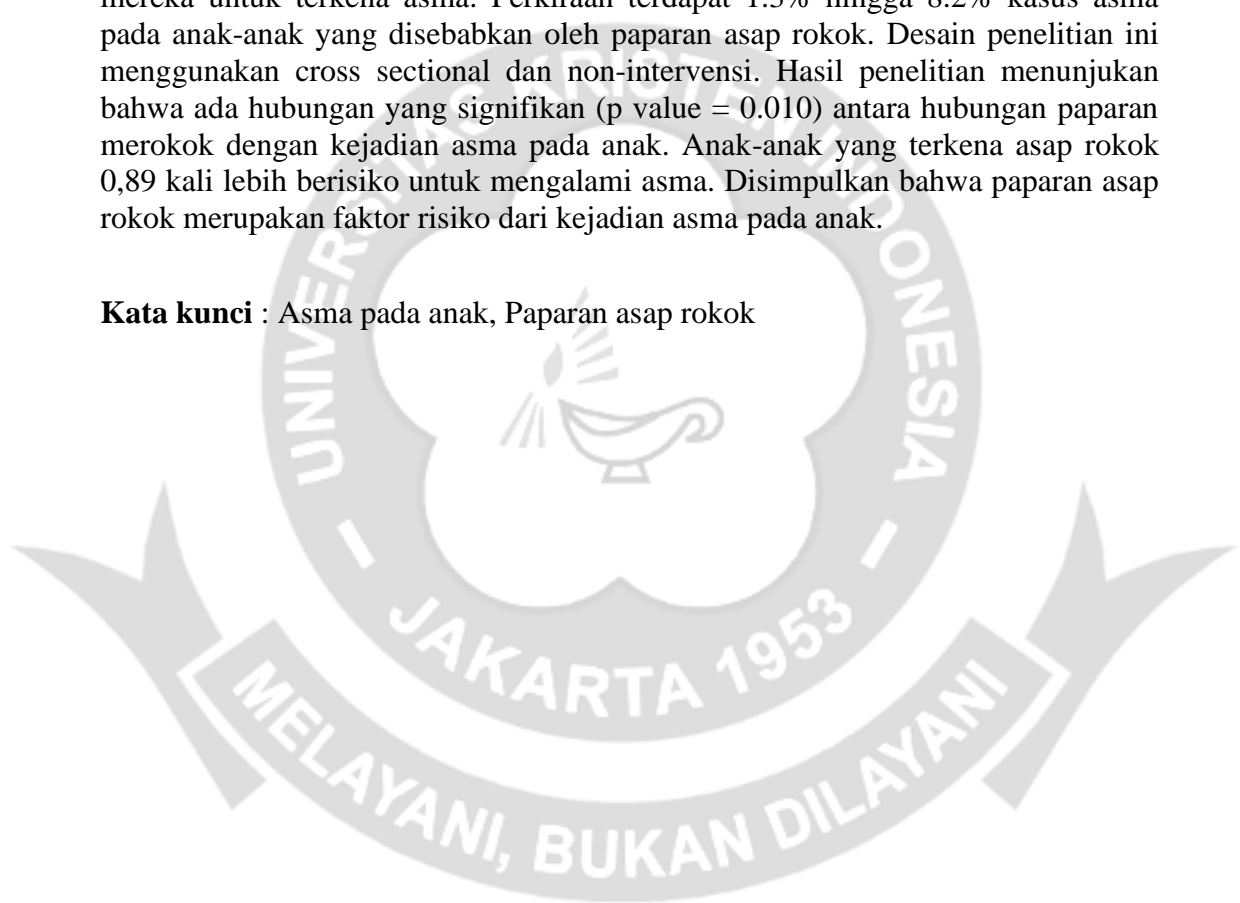 mereka untuk terkena asma. Perkiraan terdapat hingga 8.2% kasus asma
pada anak-anak yang disebabkan oleh paparan asap rokok. Desain penelitian ini
menggunakan cross sectional dan non-intervensi. Hasil penelitian menunjukan
bahwa ada hubungan yang signifikan (p value = 0.010) antara hubungan paparan
merokok dengan kejadian asma pada anak. Anak-anak yang terkena asap rokok
0,89 kali lebih berisiko untuk mengalami asma. Disimpulkan bahwa paparan asap
rokok merupakan faktor risiko dari kejadian asma pada anak.
Kata kunci : Asma pada anak, Paparan asap rokok
UNIVERSITAS KRISTEN INDONESIA
JAKARTA 1953
MELAYANI, BUKAN DILAYANI